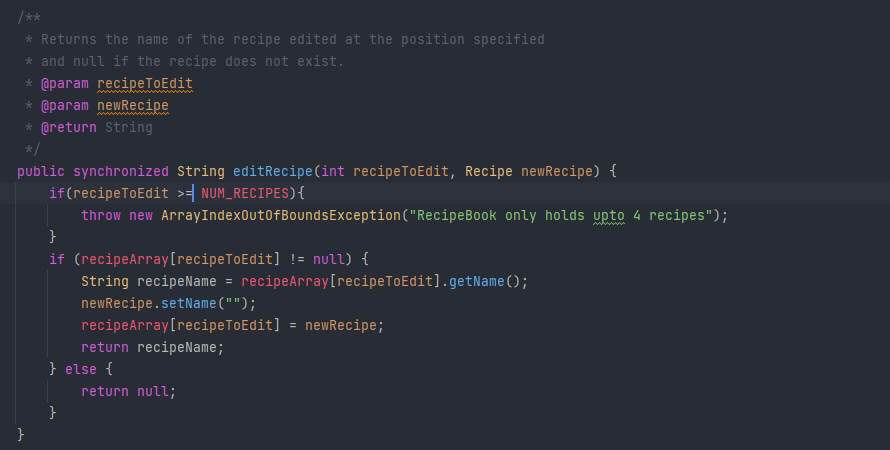 /**
 * Returns the name of the recipe edited at the position specified
 * and null if the recipe does not exist.
 * @param recipeToEdit
 * @param newRecipe
 * @return String
 */
public synchronized String editRecipe(int recipeToEdit, Recipe newRecipe) {
    if(recipeToEdit >= NUM_RECIPES){
        throw new ArrayIndexOutOfBoundsException("RecipeBook only holds upto 4 recipes");
    }
    if (recipeArray[recipeToEdit] != null) {
        String recipeName = recipeArray[recipeToEdit].getName();
        newRecipe.setName("");
        recipeArray[recipeToEdit] = newRecipe;
        return recipeName;
    } else {
        return null;
    }
}